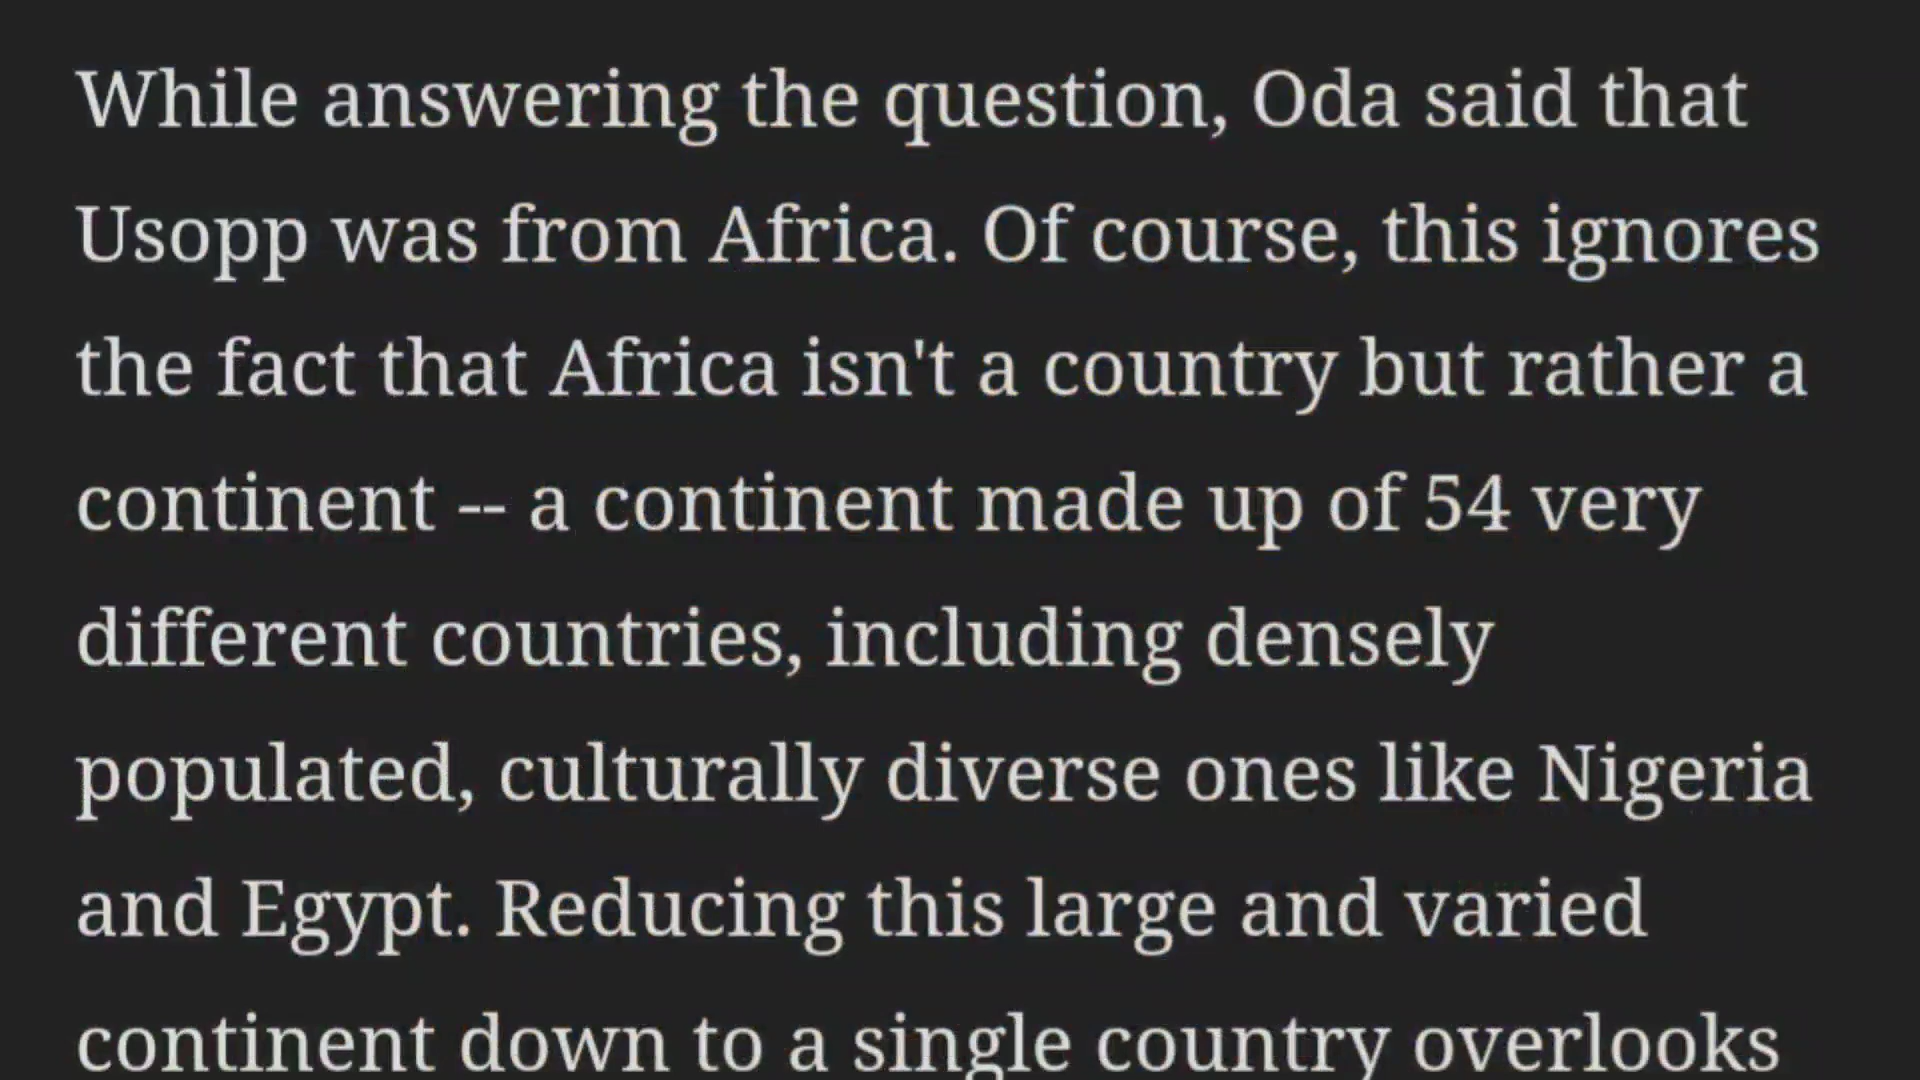 While answering the question, Oda said that
Usopp was from Africa. Of course, this ignores
the fact that Africa isn't a country but rather a
continent -- a continent made up of 54 very
different countries, including densely
populated, culturally diverse ones like Nigeria
and Egypt. Reducing this large and varied
continent down to a single country overlooks